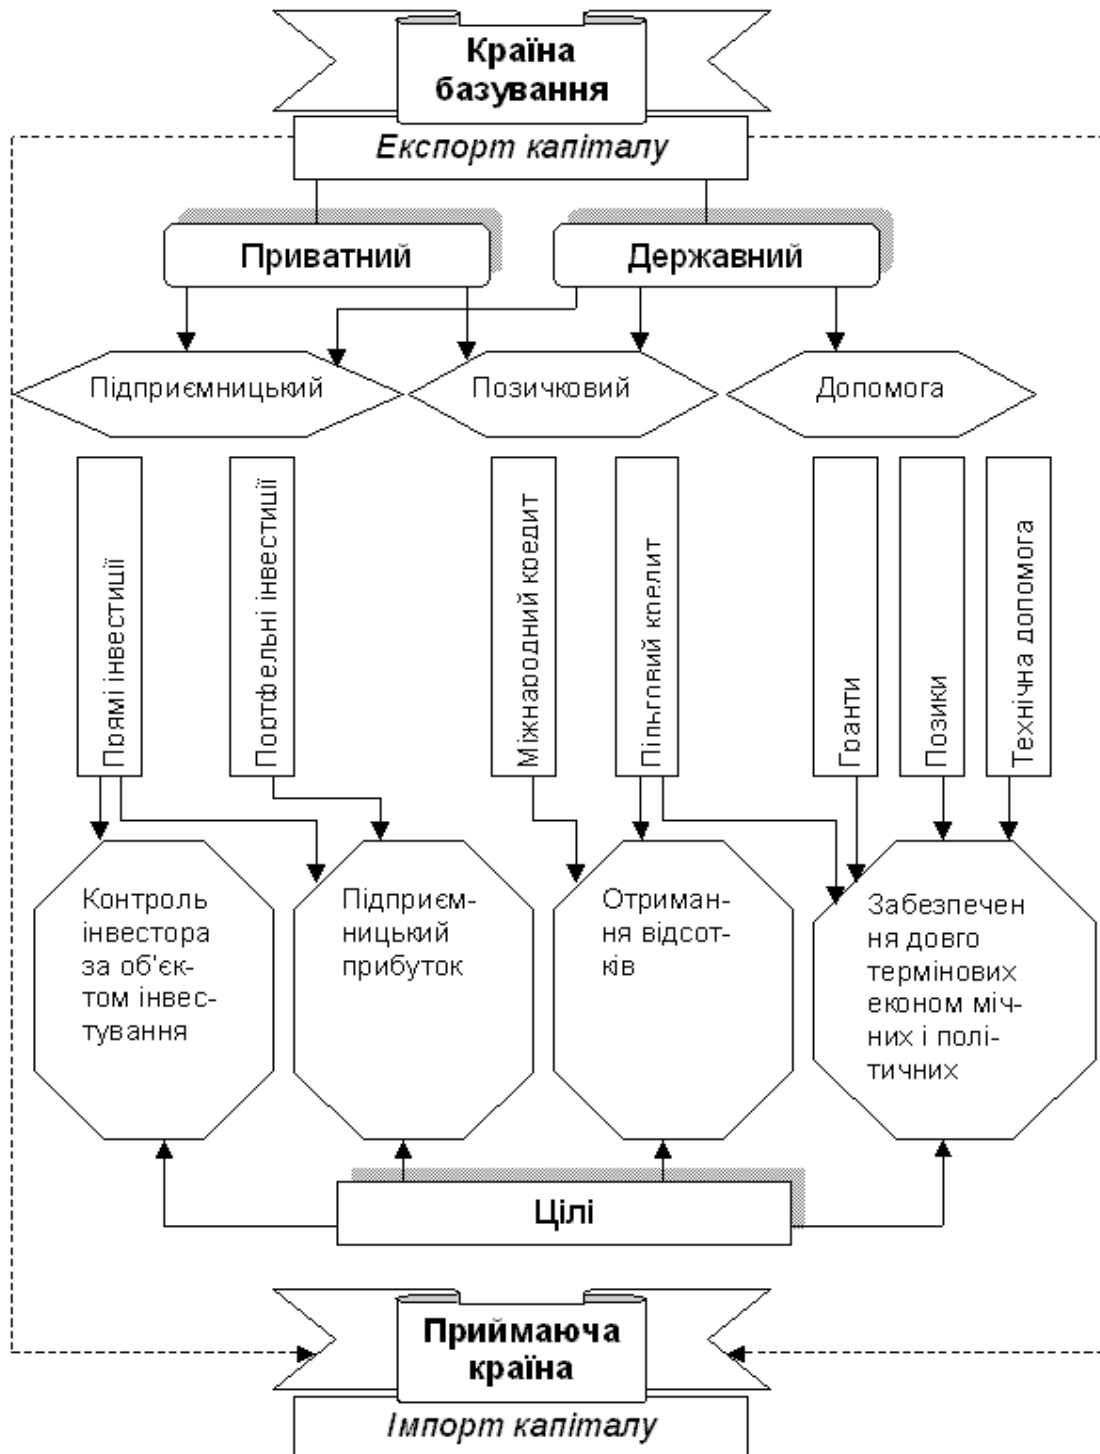 Країна
базування
Експорт капіталу
Приватний
Державний
Підприємницький
Позичковий
Допомога
Прямі інвестиції
Портфельні інвестиції
Міжнародний кредит
Пільговий кредит
Гранти
Позики
Технічна допомога
Контроль
інвестора
за об'єк-
том інвес-
тування
Підприєм-
ницький
прибуток
Отриман-
ня відсот-
ків
Забезпечен
ня довго
термінових
економ міч-
них і полі-
тичних
Цілі
Приймаюча
країна
Імпорт капіталу